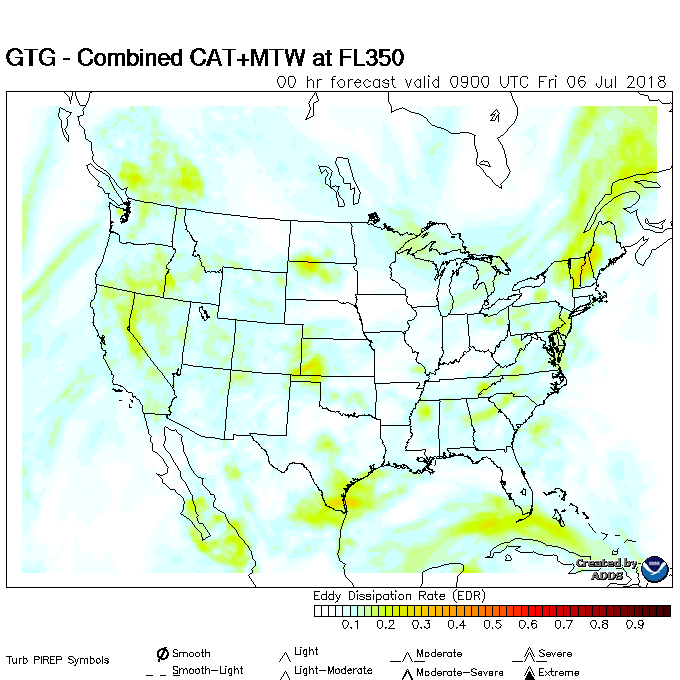 GTG - Combined CAT+MTW at FL350
00 hr forecast valid 0900 UTC Fri 06 Jul 2018
Created by
ADDS
Eddy Dissipation Rate (EDR)
0.1 0.2 0.3 0.4 0.5 0.6 0.7 0.8 0.9
Turb PIREP Symbols
Smooth Light Moderate Severe
Smooth-Light Light-Moderate Moderate-Severe Extreme